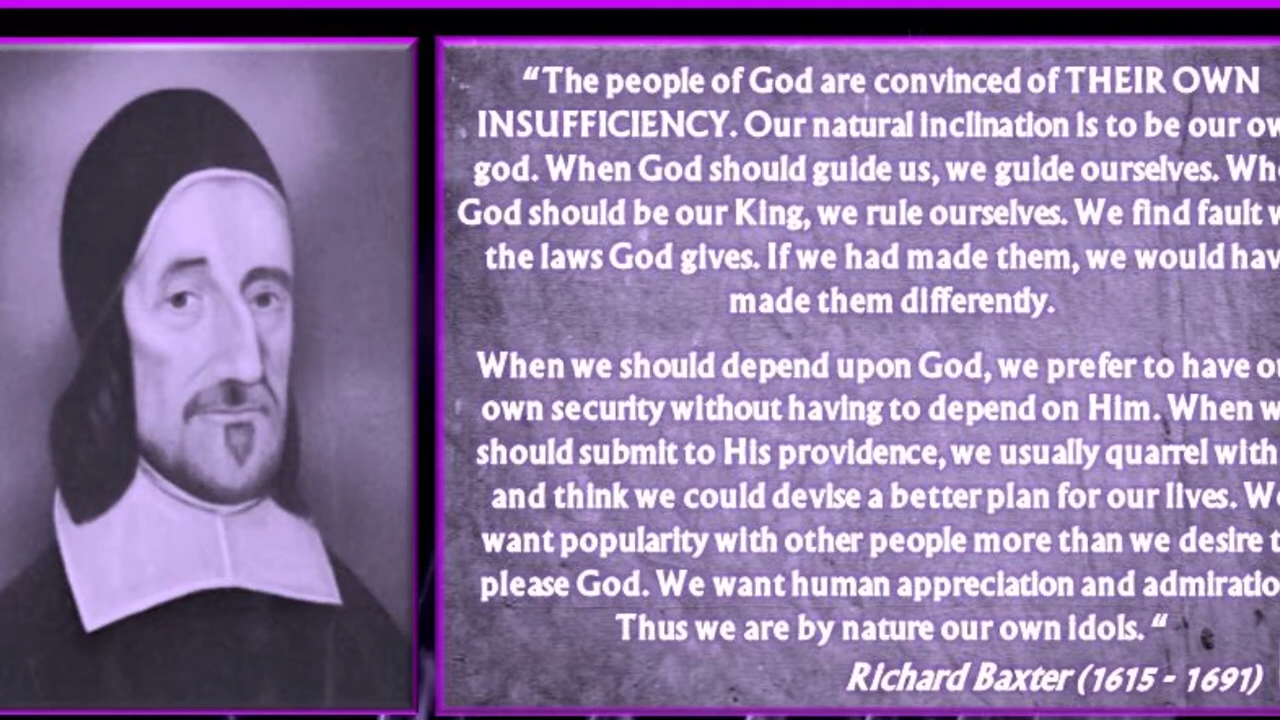 “The people of God are convinced of THEIR OWN
INSUFFICIENCY. Our natural inclination is to be our
god. When God should guide us, we guide ourselves.
God should be our King, we rule ourselves. We find fault
the laws God gives. If we had made them, we would
made them differently.
When we should depend upon God, we prefer to have
own security without having to depend on Him. When
should submit to His providence, we usually quarrel with
and think we could devise a better plan for our lives.
want popularity with other people more than we desire
please God. We want human appreciation and
Thus we are by nature our own idols.“
Richard Baxter (1615 - 1691)